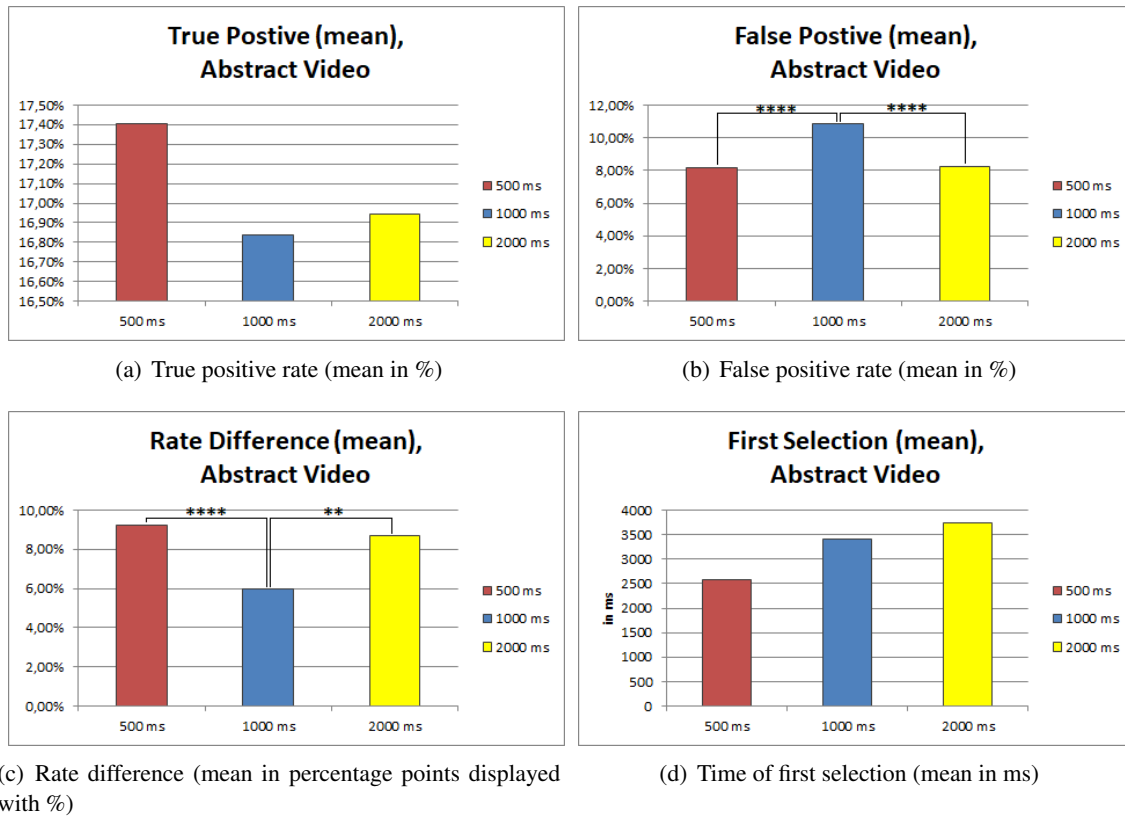 True Postive (mean),
Abstract Video
17,50%
17,40%
17,30%
17,20%
17,10%
17,00%
16,90%
16,80%
16,70%
16,60%
16,50%
500 ms
1000 ms
2000 ms
500 ms
1000 ms
2000 ms
(a) True positive rate (mean in %)
False Postive (mean),
Abstract Video
12,00%
10,00%
8,00%
6,00%
4,00%
2,00%
0,00%
****
****
500 ms
1000 ms
2000 ms
500 ms
1000 ms
2000 ms
(b) False positive rate (mean in %)
Rate Difference (mean),
Abstract Video
10,00%
8,00%
6,00%
4,00%
2,00%
0,00%
****
**
500 ms
1000 ms
2000 ms
500 ms
1000 ms
2000 ms
(c) Rate difference (mean in percentage points displayed
with %)
First Selection (mean),
Abstract Video
in ms
4000
3500
3000
2500
2000
1500
1000
500
0
500 ms
1000 ms
2000 ms
500 ms
1000 ms
2000 ms
(d) Time of first selection (mean in ms)